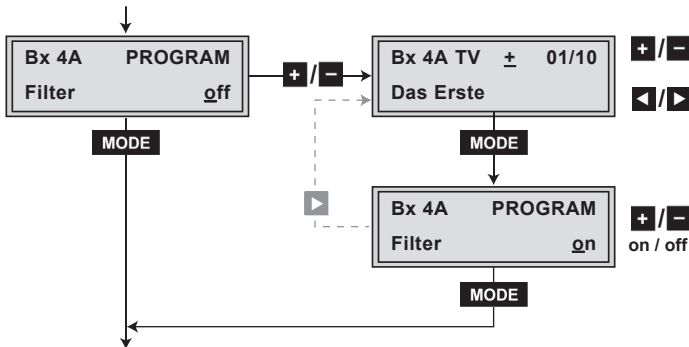 Bx 4A PROGRAM
Filter off
MODE
+/−
Bx 4A TV ± 01/10
Das Erste
+/−
◀/▶
MODE
▶
Bx 4A PROGRAM
Filter on
+/−
on / off
MODE